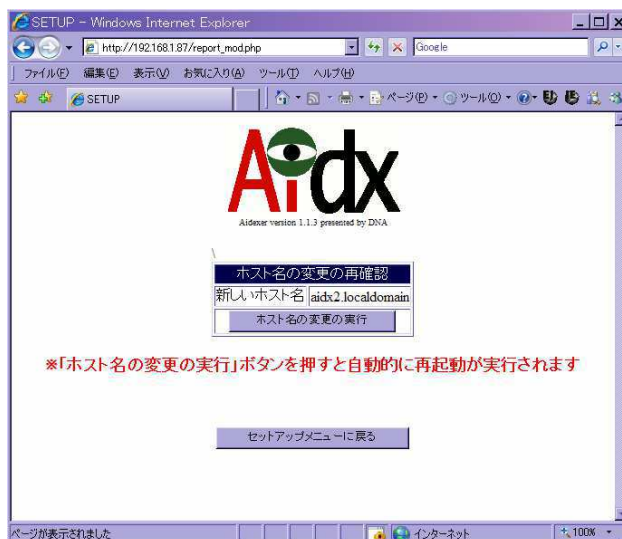 SETUP - Windows Internet Explorer
http://192.168.1.87/report_mod.php
Google
ファイル(F) 編集(E) 表示(V) お気に入り(A) ツール(T) ヘルプ(H)
SETUP
ページ(P) ツール(O)
Aidx
Aidexer version 1.1.3 presented by DNA
\
ホスト名の変更の再確認
新しいホスト名 aidx2.localdomain
ホスト名の変更の実行
※「ホスト名の変更の実行」ボタンを押すと自動的に再起動が実行されます
セットアップメニューに戻る
ページが表示されました インターネット 100%